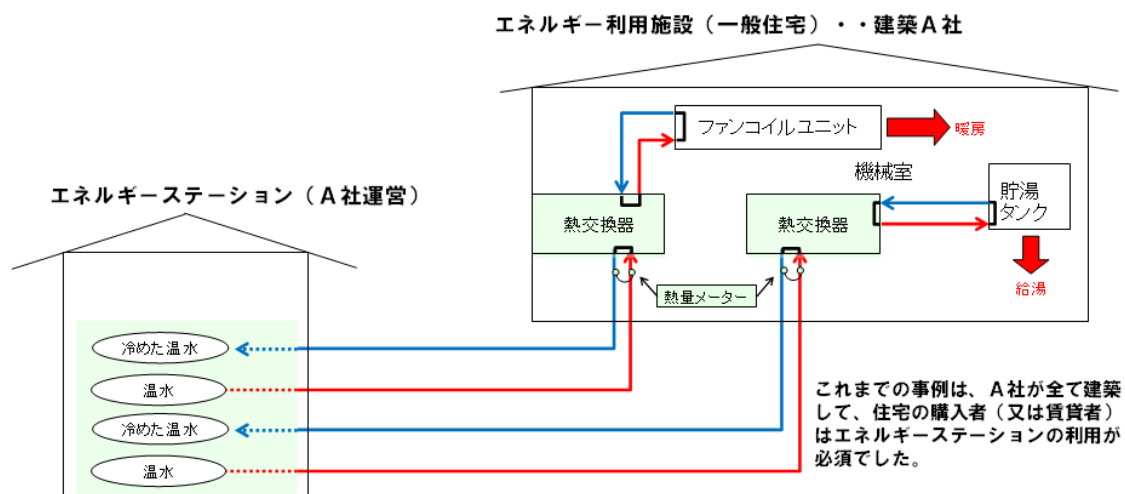 エネルギー利用施設（一般住宅）・・建築Ａ社
ファンコイルユニット
暖房
機械室
エネルギーステーション（Ａ社運営）
熱交換器
熱交換器
貯湯
タンク
熱量メーター
給湯
冷めた温水
温水
冷めた温水
温水
これまでの事例は、Ａ社が全て建築
して、住宅の購入者（又は賃貸者）
はエネルギーステーションの利用が
必須でした。